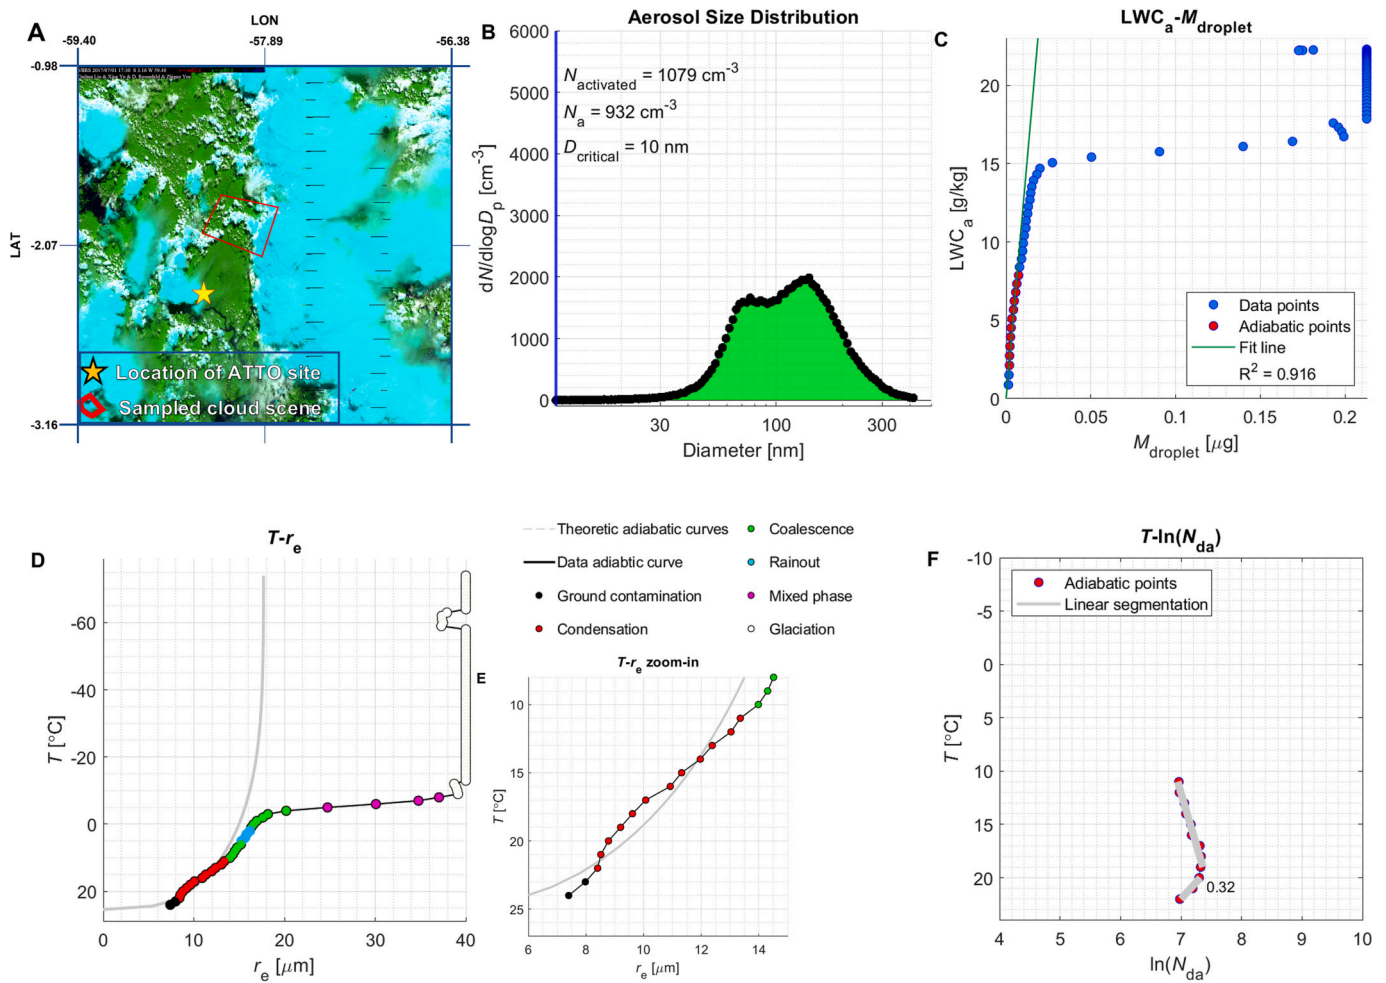 A
LON
-59.40
-57.89
-56.38
-0.98
LAT
-2.07
-3.16
Location of ATTO site
Sampled cloud scene
B
Aerosol Size Distribution
N_activated = 1079 cm^-3
N_a = 932 cm^-3
D_critical = 10 nm
dN/dlogD_p [cm^-3]
6000
5000
4000
3000
2000
1000
0
30
100
300
Diameter [nm]
C
LWC_a-M_droplet
LWC_a [g/kg]
20
15
10
5
0
0
0.05
0.1
0.15
0.2
M_droplet [μg]
Data points
Adiabatic points
Fit line
R² = 0.916
D
T-r_e
T [°C]
-60
-40
-20
0
20
0
10
20
30
40
r_e [μm]
Theoretic adiabatic curves
Data adiabtic curve
Ground contamination
Condensation
Coalescence
Rainout
Mixed phase
Glaciation
E
T-r_e zoom-in
T [°C]
10
15
20
25
6
8
10
12
14
r_e [μm]
F
T-ln(N_da)
T [°C]
-10
-5
0
5
10
15
20
4
5
6
7
8
9
10
ln(N_da)
Adiabatic points
Linear segmentation
0.32